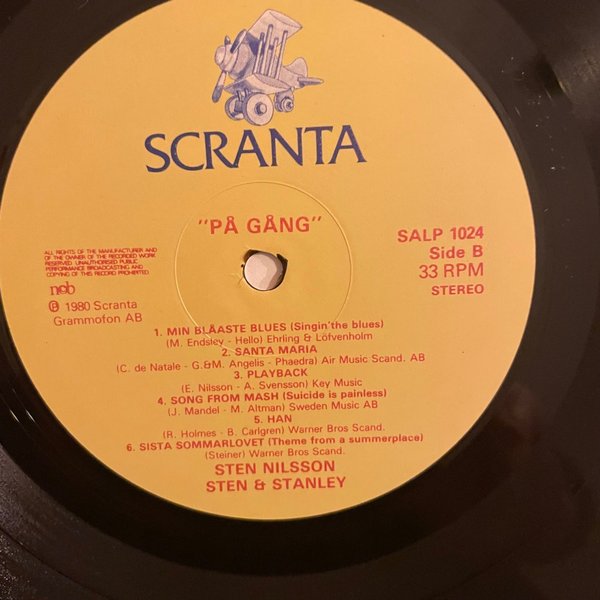 SCRANTA
"PÅ GÅNG"
ALL RIGHTS OF THE MANUFACTURER AND
OF THE OWNER OF THE RECORDED WORK
RESERVED. UNAUTHORISED PUBLIC
PERFORMANCE BROADCASTING AND
COPYING OF THIS RECORD PROHIBITED.
ncb
Ⓟ 1980 Scranta
Grammofon AB
SALP 1024
Side B
33 RPM
STEREO
1. MIN BLÅASTE BLUES (Singin'the blues)
(M. Endsley - Hello) Ehrling & Löfvenholm
2. SANTA MARIA
(C. de Natale - G.&M. Angelis - Phaedra) Air Music Scand. AB
3. PLAYBACK
(E. Nilsson - A. Svensson) Key Music
4. SONG FROM MASH (Suicide is painless)
(J. Mandel - M. Altman) Sweden Music AB
5. HAN
(R. Holmes - B. Carlgren) Warner Bros Scand.
6. SISTA SOMMARLOVET (Theme from a summerplace)
(Steiner) Warner Bros Scand.
STEN NILSSON
STEN & STANLEY